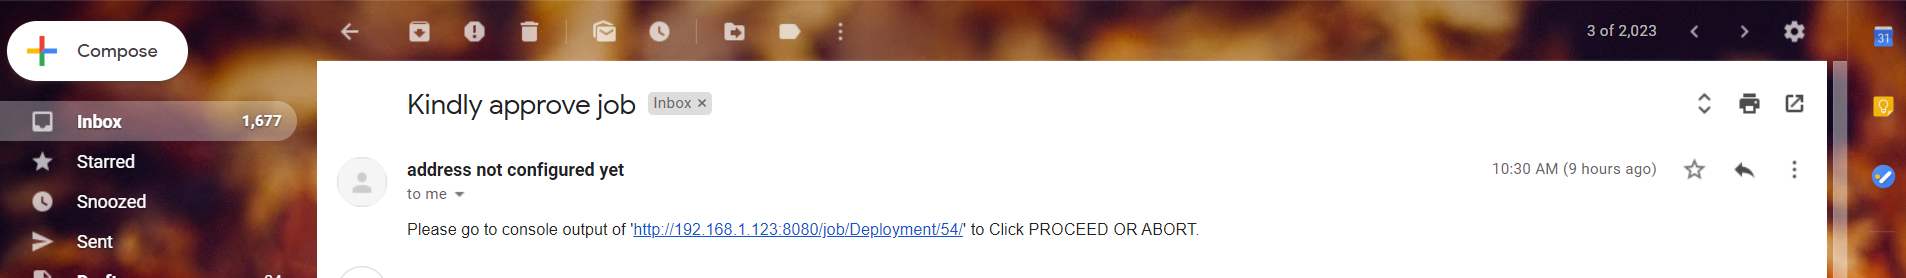 Compose
3 of 2,023
31
Inbox 1,677
Starred
Snoozed
Sent
Kindly approve job Inbox ×
address not configured yet 10:30 AM (9 hours ago)
to me
Please go to console output of 'http://192.168.1.123:8080/job/Deployment/54/' to Click PROCEED OR ABORT.